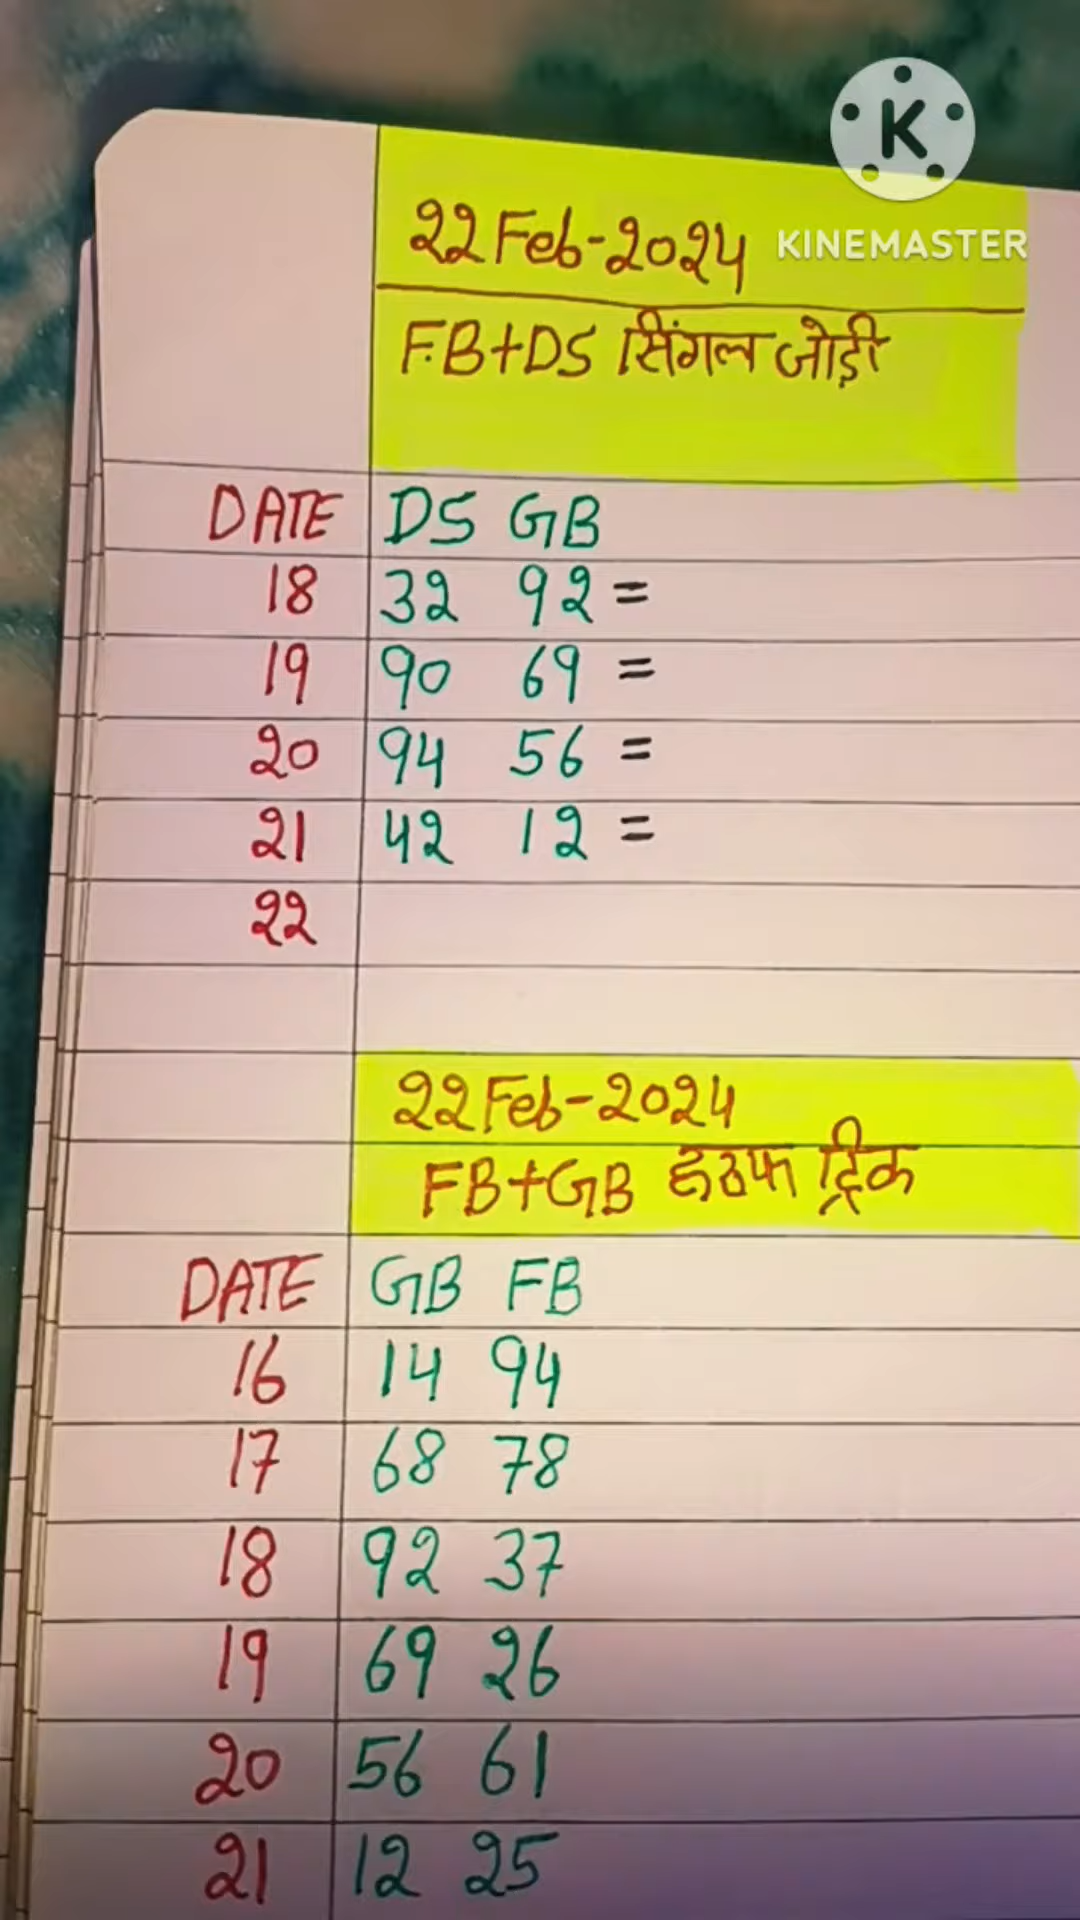 K
KINEMASTER
22 Feb-2024
F.B+DS सिंगल जोड़ी
DATE DS GB
18 32 92 =
19 90 69 =
20 94 56 =
21 42 12 =
22
22 Feb-2024
FB+GB हरुफ ट्रिक
DATE GB FB
16 14 94
17 68 78
18 92 37
19 69 26
20 56 61
21 12 25